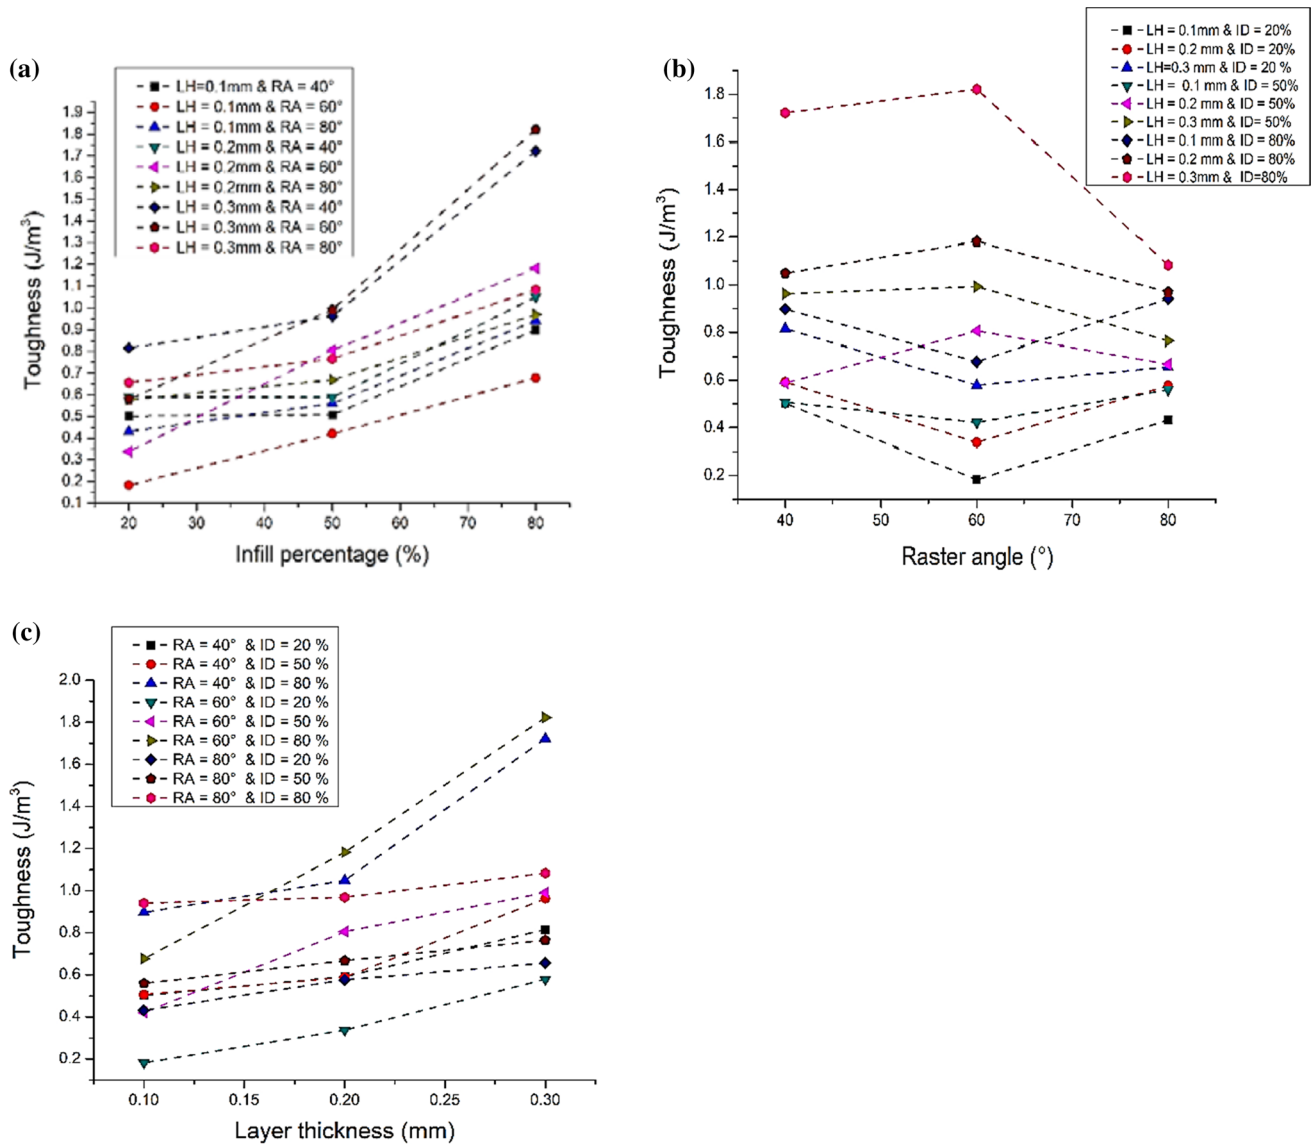 (a)
LH=0.1mm & RA = 40°
LH = 0.1mm & RA = 60°
LH = 0.1mm & RA = 80°
LH = 0.2mm & RA = 40°
LH = 0.2mm & RA = 60°
LH = 0.2mm & RA = 80°
LH = 0.3mm & RA = 40°
LH = 0.3mm & RA = 60°
LH = 0.3mm & RA = 80°
Toughness (J/m³)
1.9
1.8
1.7
1.6
1.5
1.4
1.3
1.2
1.1
1.0
0.9
0.8
0.7
0.6
0.5
0.4
0.3
0.2
0.1
20 30 40 50 60 70 80
Infill percentage (%)
(b)
LH = 0.1mm & ID = 20%
LH = 0.2 mm & ID = 20%
LH=0.3 mm & ID = 20 %
LH = 0.1 mm & ID = 50%
LH = 0.2 mm & ID = 50%
LH = 0.3 mm & ID = 50%
LH = 0.1 mm & ID = 80%
LH = 0.2 mm & ID = 80%
LH = 0.3mm & ID=80%
Toughness (J/m³)
1.8
1.6
1.4
1.2
1.0
0.8
0.6
0.4
0.2
40 50 60 70 80
Raster angle (°)
(c)
RA = 40° & ID = 20 %
RA = 40° & ID = 50 %
RA = 40° & ID = 80 %
RA = 60° & ID = 20 %
RA = 60° & ID = 50 %
RA = 60° & ID = 80 %
RA = 80° & ID = 20 %
RA = 80° & ID = 50 %
RA = 80° & ID = 80 %
Toughness (J/m³)
2.0
1.8
1.6
1.4
1.2
1.0
0.8
0.6
0.4
0.2
0.10 0.15 0.20 0.25 0.30
Layer thickness (mm)